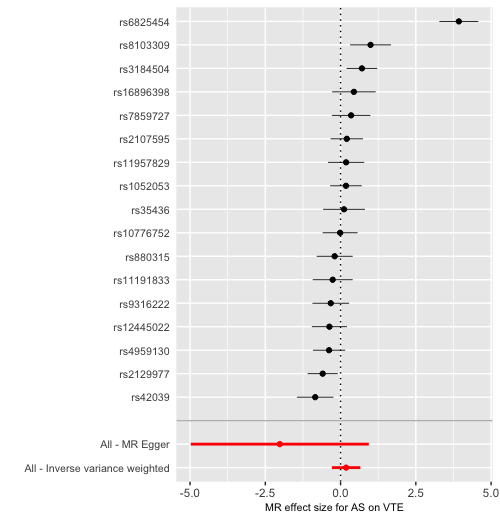 rs6825454
rs8103309
rs3184504
rs16896398
rs7859727
rs2107595
rs11957829
rs1052053
rs35436
rs10776752
rs880315
rs11191833
rs9316222
rs12445022
rs4959130
rs2129977
rs42039
All - MR Egger
All - Inverse variance weighted
-5.0 -2.5 0.0 2.5 5.0
MR effect size for AS on VTE